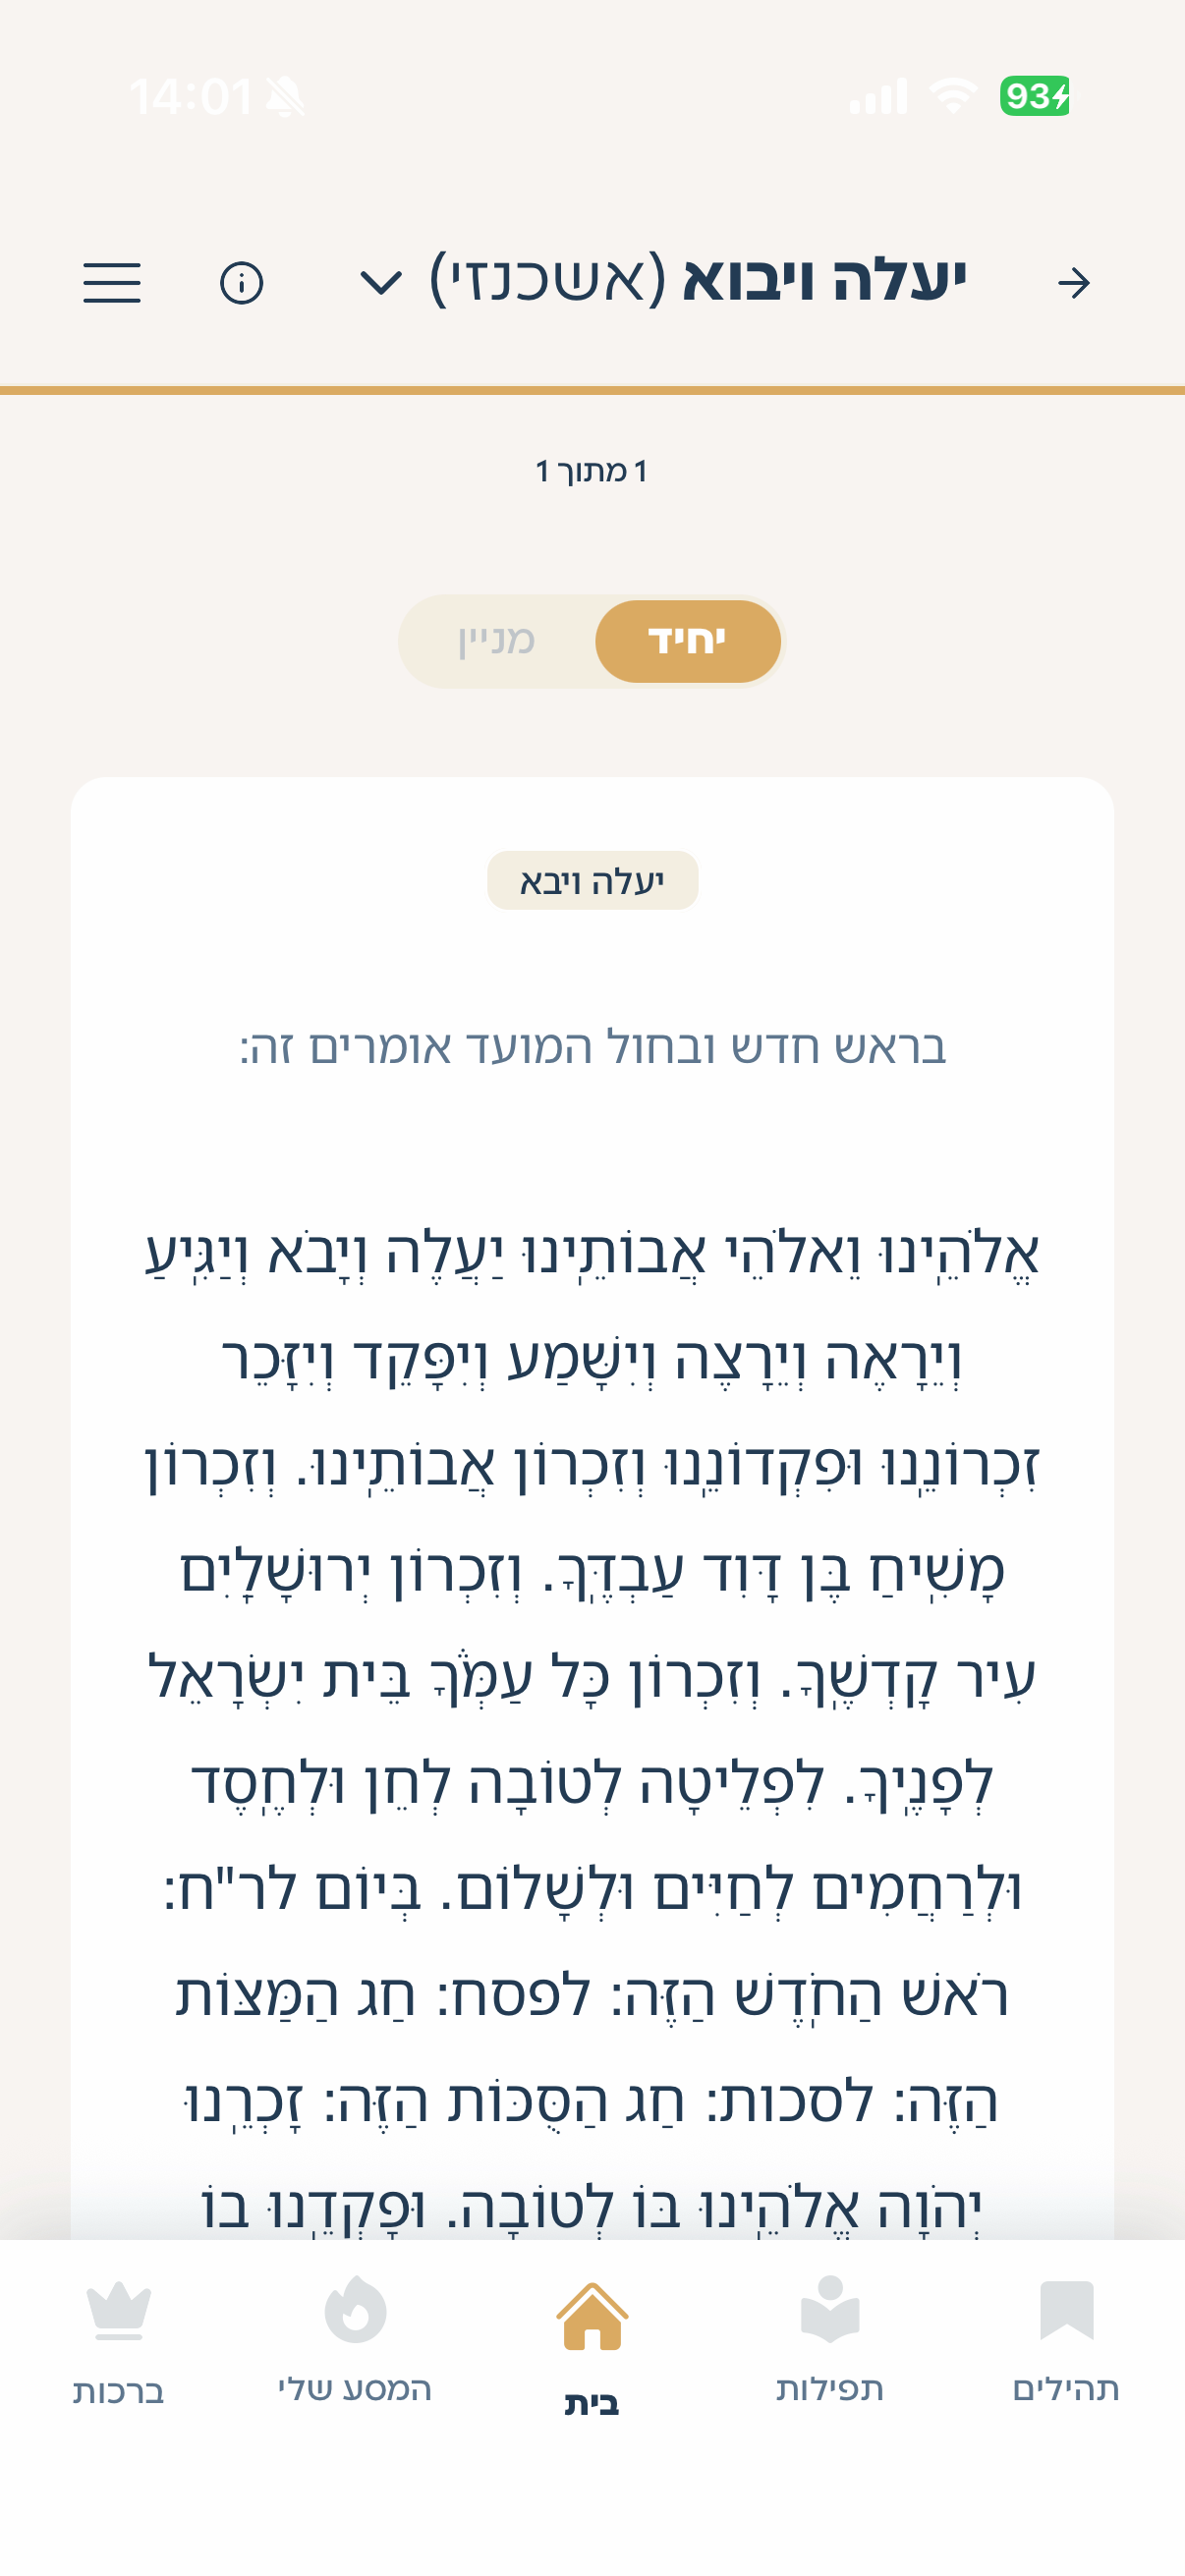 14:01
93
יעלה ויבוא (אשכנזי)
1 מתוך 1
יחיד
מניין
יעלה ויבא
בראש חדש ובחול המועד אומרים זה:
אֱלֹהֵֽינוּ וֵאלֹהֵי אֲבוֹתֵֽינוּ יַעֲלֶה וְיָבֹא וְיַגִּֽיעַ
וְיֵרָאֶה וְיֵרָצֶה וְיִשָּׁמַע וְיִפָּקֵד וְיִזָּכֵר
זִכְרוֹנֵֽנוּ וּפִקְדוֹנֵֽנוּ וְזִכְרוֹן אֲבוֹתֵֽינוּ. וְזִכְרוֹן
מָשִֽׁיחַ בֶּן דָּוִד עַבְדֶּֽךָ. וְזִכְרוֹן יְרוּשָׁלַֽיִם
עִיר קָדְשֶֽׁךָ. וְזִכְרוֹן כָּל עַמְּ֒ךָ בֵּית יִשְׂרָאֵל
לְפָנֶֽיךָ. לִפְלֵיטָה לְטוֹבָה לְחֵן וּלְחֶֽסֶד
וּלְרַחֲמִים לְחַיִּים וּלְשָׁלוֹם. בְּיוֹם לר"ח:
רֹאשׁ הַחֹֽדֶשׁ הַזֶּה: לפסח: חַג הַמַּצּוֹת
הַזֶּה: לסכות: חַג הַסֻּכּוֹת הַזֶּה: זָכְרֵֽנוּ
יְהֹוָה אֱלֹהֵֽינוּ בּוֹ לְטוֹבָה. וּפָקְדֵֽנוּ בוֹ
תהילים
תפילות
בית
המסע שלי
ברכות